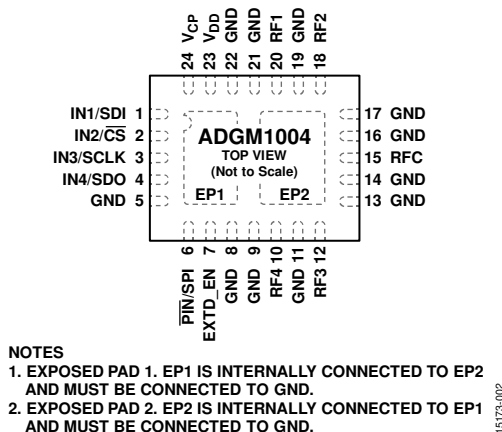 24 VCP
23 VDD
22 GND
21 GND
20 RF1
19 GND
18 RF2
IN1/SDI 1
IN2/CS 2
IN3/SCLK 3
IN4/SDO 4
GND 5
ADGM1004
TOP VIEW
(Not to Scale)
EP1
EP2
17 GND
16 GND
15 RFC
14 GND
13 GND
PIN/SPI 6
EXTD_EN 7
GND 8
GND 9
RF4 10
GND 11
RF3 12
NOTES
1. EXPOSED PAD 1. EP1 IS INTERNALLY CONNECTED TO EP2
AND MUST BE CONNECTED TO GND.
2. EXPOSED PAD 2. EP2 IS INTERNALLY CONNECTED TO EP1
AND MUST BE CONNECTED TO GND.
15173-002